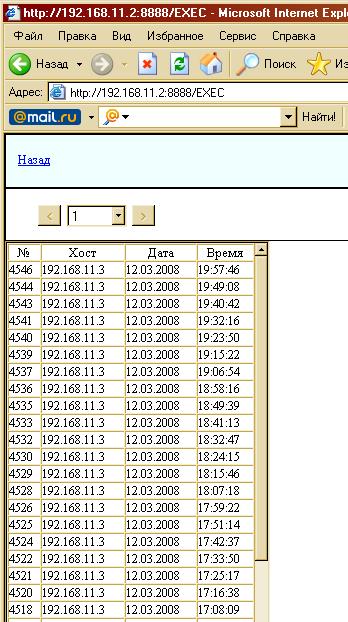 http://192.168.11.2:8888/EXEC - Microsoft Internet Explo
Файл Правка Вид Избранное Сервис Справка
Назад Поиск Из
Адрес: http://192.168.11.2:8888/EXEC
@mail.ru @ Найти!
Назад
< 1 >
№ Хост Дата Время
4546 192.168.11.3 12.03.2008 19:57:46
4544 192.168.11.3 12.03.2008 19:49:08
4543 192.168.11.3 12.03.2008 19:40:42
4541 192.168.11.3 12.03.2008 19:32:16
4540 192.168.11.3 12.03.2008 19:23:50
4539 192.168.11.3 12.03.2008 19:15:22
4537 192.168.11.3 12.03.2008 19:06:54
4536 192.168.11.3 12.03.2008 18:58:16
4535 192.168.11.3 12.03.2008 18:49:39
4533 192.168.11.3 12.03.2008 18:41:13
4532 192.168.11.3 12.03.2008 18:32:47
4530 192.168.11.3 12.03.2008 18:24:15
4529 192.168.11.3 12.03.2008 18:15:46
4528 192.168.11.3 12.03.2008 18:07:18
4526 192.168.11.3 12.03.2008 17:59:22
4525 192.168.11.3 12.03.2008 17:51:14
4524 192.168.11.3 12.03.2008 17:42:37
4522 192.168.11.3 12.03.2008 17:33:50
4521 192.168.11.3 12.03.2008 17:25:17
4520 192.168.11.3 12.03.2008 17:16:38
4518 192.168.11.3 12.03.2008 17:08:09